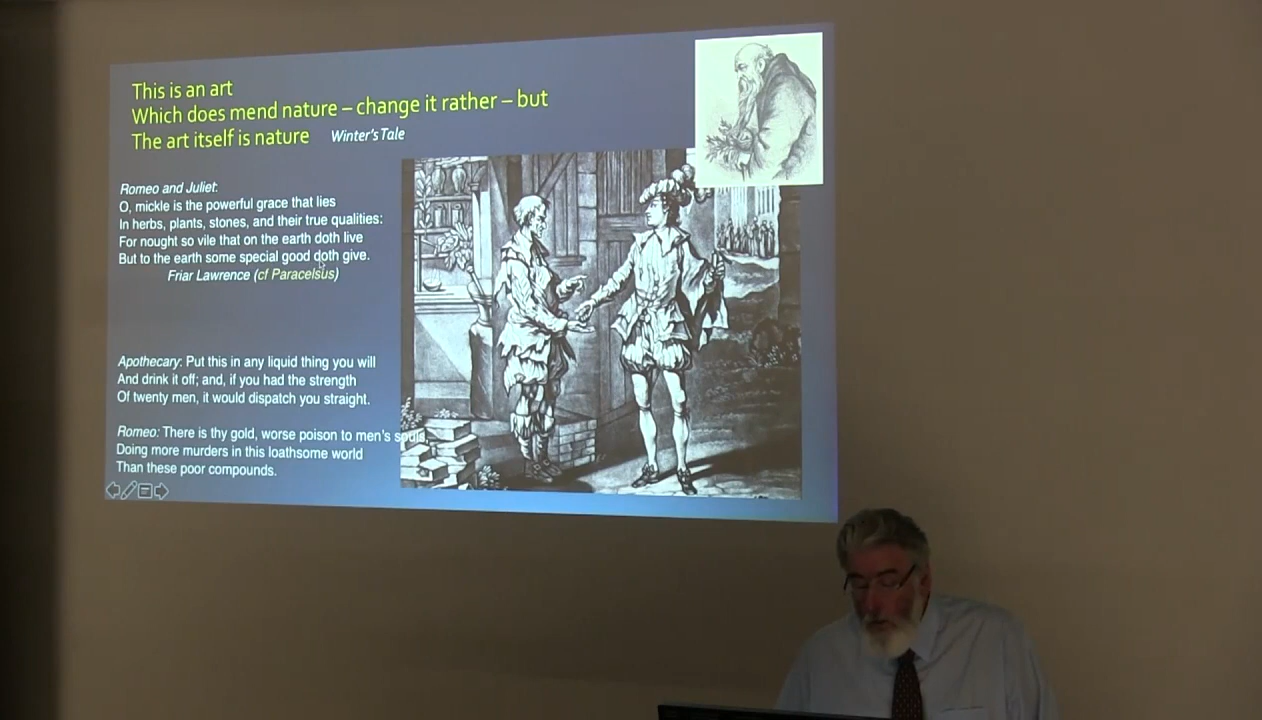 This is an art
Which does mend nature – change it rather – but
The art itself is nature Winter's Tale
Romeo and Juliet:
O, mickle is the powerful grace that lies
In herbs, plants, stones, and their true qualities:
For nought so vile that on the earth doth live
But to the earth some special good doth give.
Friar Lawrence (cf Paracelsus)
Apothecary: Put this in any liquid thing you will
And drink it off; and, if you had the strength
Of twenty men, it would dispatch you straight.
Romeo: There is thy gold, worse poison to men's souls,
Doing more murders in this loathsome world
Than these poor compounds.